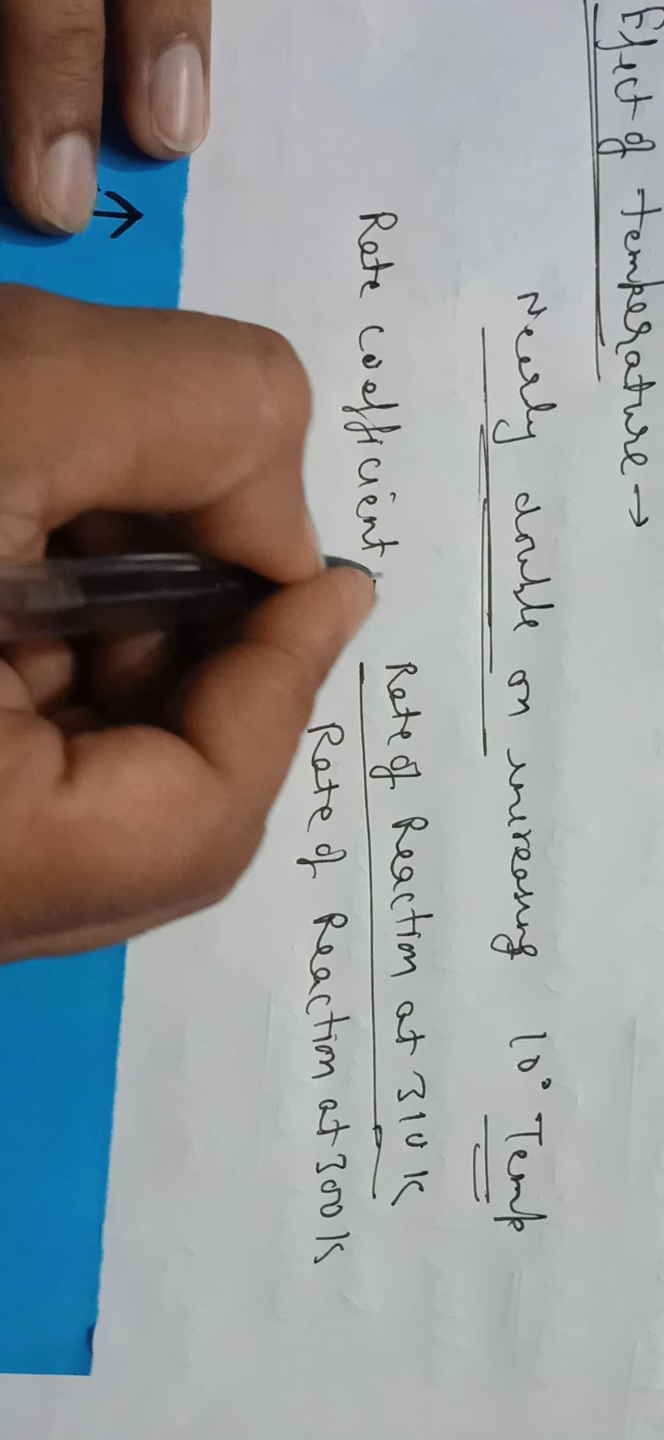 Effect of temperature →
Nearly double on increasing 10° Temp
Rate of Reaction at 310 K
Rate coefficient
Rate of Reaction at 300 K